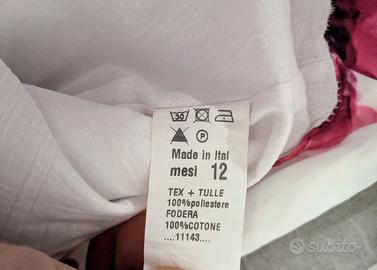 30
P
Made in Ital
mesi 12
TEX + TULLE
100%poliestere
FODERA
100%COTONE
....11143....
subito